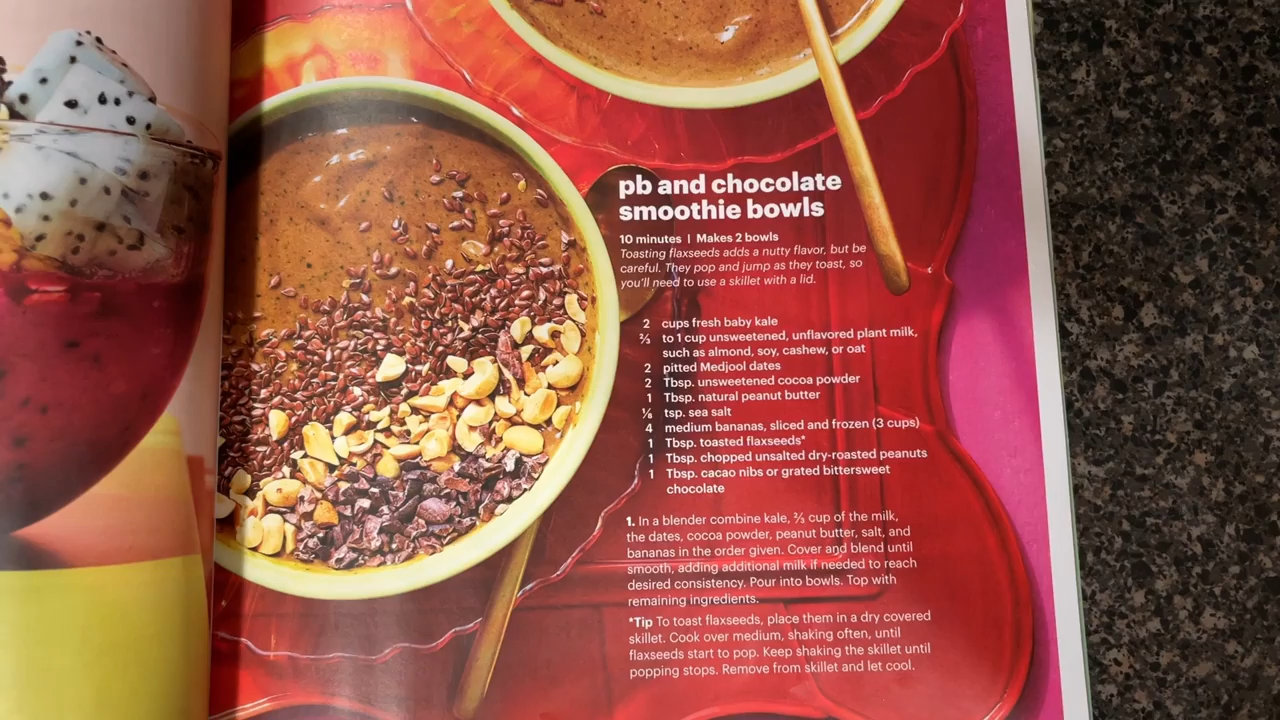 pb and chocolate
smoothie bowls
10 minutes | Makes 2 bowls
Toasting flaxseeds adds a nutty flavor, but be
careful. They pop and jump as they toast, so
you'll need to use a skillet with a lid.
2 cups fresh baby kale
⅔ to 1 cup unsweetened, unflavored plant milk,
such as almond, soy, cashew, or oat
2 pitted Medjool dates
2 Tbsp. unsweetened cocoa powder
1 Tbsp. natural peanut butter
⅛ tsp. sea salt
4 medium bananas, sliced and frozen (3 cups)
1 Tbsp. toasted flaxseeds*
1 Tbsp. chopped unsalted dry-roasted peanuts
1 Tbsp. cacao nibs or grated bittersweet
chocolate
1. In a blender combine kale, ⅔ cup of the milk,
the dates, cocoa powder, peanut butter, salt, and
bananas in the order given. Cover and blend until
smooth, adding additional milk if needed to reach
desired consistency. Pour into bowls. Top with
remaining ingredients.
*Tip To toast flaxseeds, place them in a dry covered
skillet. Cook over medium, shaking often, until
flaxseeds start to pop. Keep shaking the skillet until
popping stops. Remove from skillet and let cool.